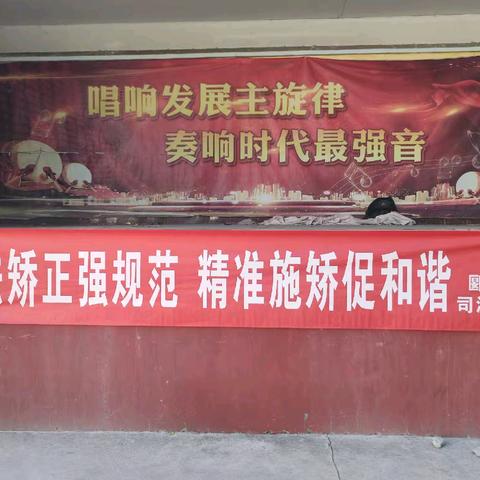 唱响发展主旋律
奏响时代最强音
矫正强规范 精准施矫促和谐
司